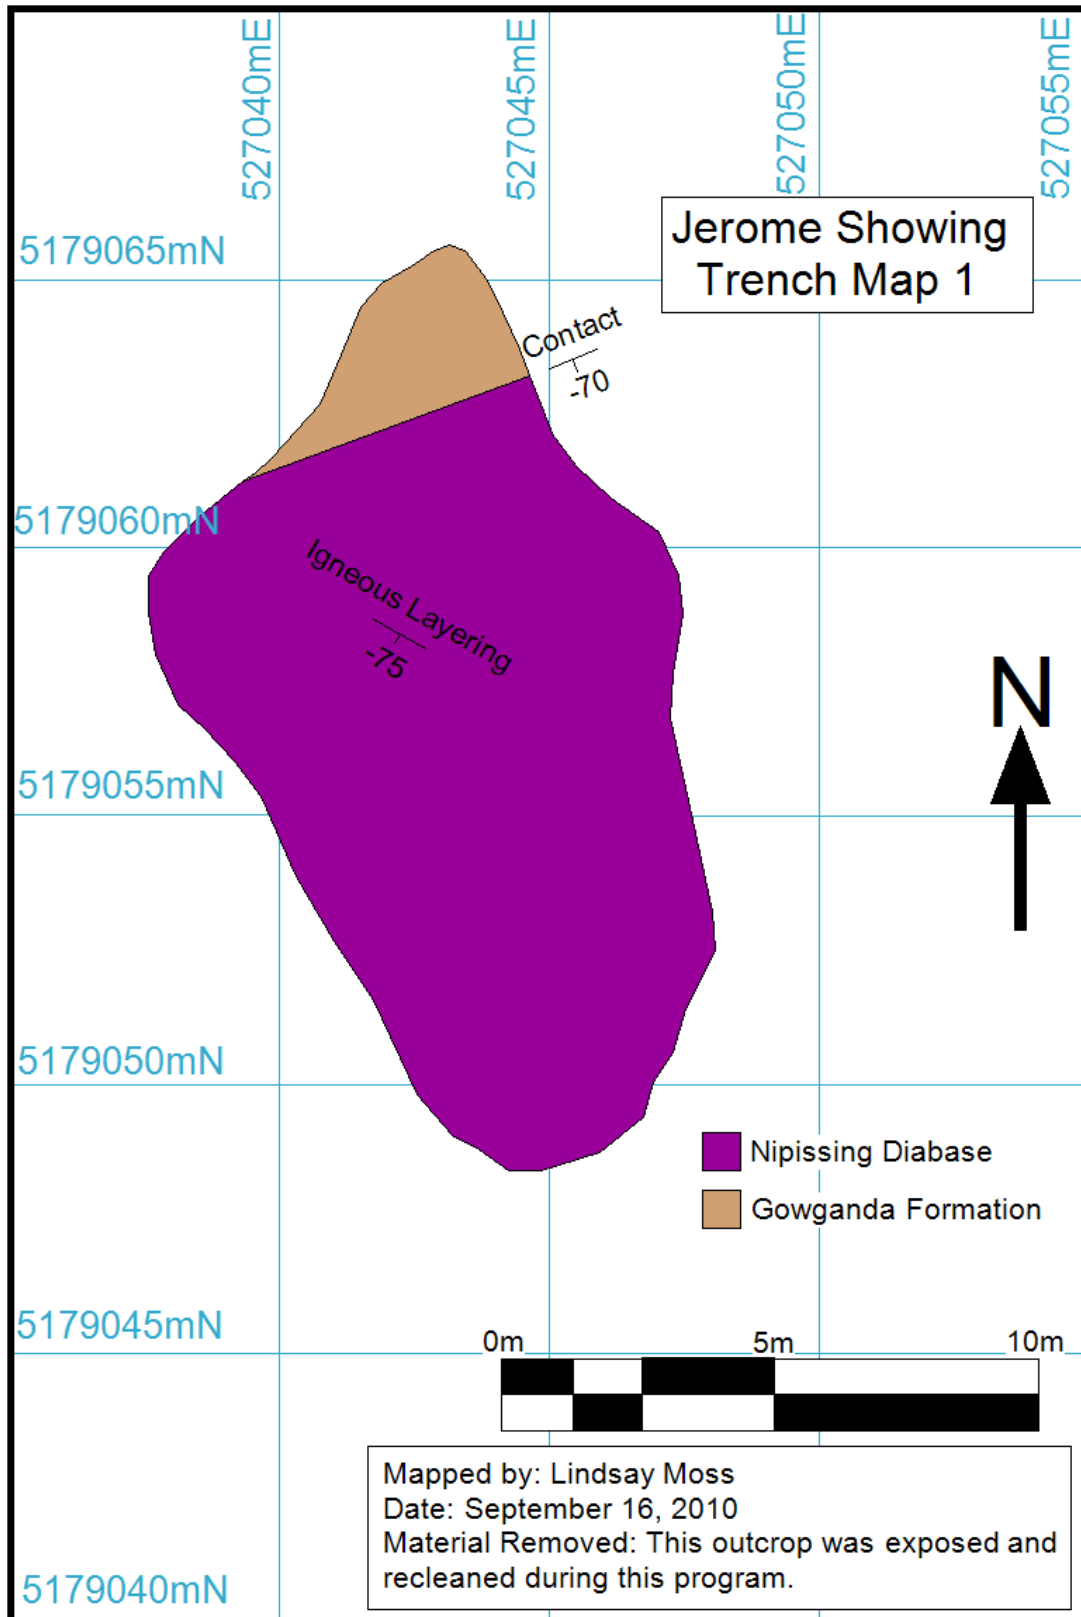 527040mE
527045mE
527050mE
527055mE
Jerome Showing
Trench Map 1
5179065mN
Contact
-70
5179060mN
Igneous Layering
-75
N
5179055mN
5179050mN
Nipissing Diabase
Gowganda Formation
5179045mN
0m
5m
10m
Mapped by: Lindsay Moss
Date: September 16, 2010
Material Removed: This outcrop was exposed and
recleaned during this program.
5179040mN